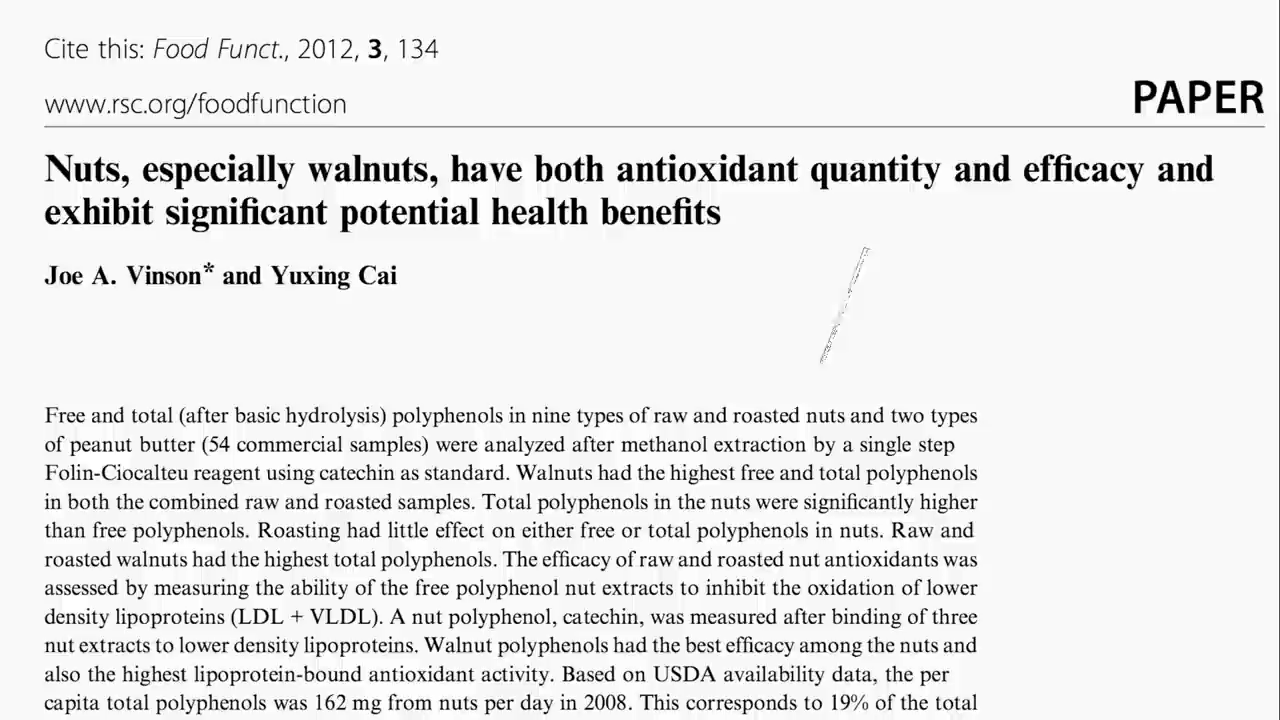 Cite this: Food Funct., 2012, 3, 134
www.rsc.org/foodfunction
PAPER
Nuts, especially walnuts, have both antioxidant quantity and efficacy and
exhibit significant potential health benefits
Joe A. Vinson* and Yuxing Cai
Free and total (after basic hydrolysis) polyphenols in nine types of raw and roasted nuts and two types
of peanut butter (54 commercial samples) were analyzed after methanol extraction by a single step
Folin-Ciocalteu reagent using catechin as standard. Walnuts had the highest free and total polyphenols
in both the combined raw and roasted samples. Total polyphenols in the nuts were significantly higher
than free polyphenols. Roasting had little effect on either free or total polyphenols in nuts. Raw and
roasted walnuts had the highest total polyphenols. The efficacy of raw and roasted nut antioxidants was
assessed by measuring the ability of the free polyphenol nut extracts to inhibit the oxidation of lower
density lipoproteins (LDL + VLDL). A nut polyphenol, catechin, was measured after binding of three
nut extracts to lower density lipoproteins. Walnut polyphenols had the best efficacy among the nuts and
also the highest lipoprotein-bound antioxidant activity. Based on USDA availability data, the per
capita total polyphenols was 162 mg from nuts per day in 2008. This corresponds to 19% of the total